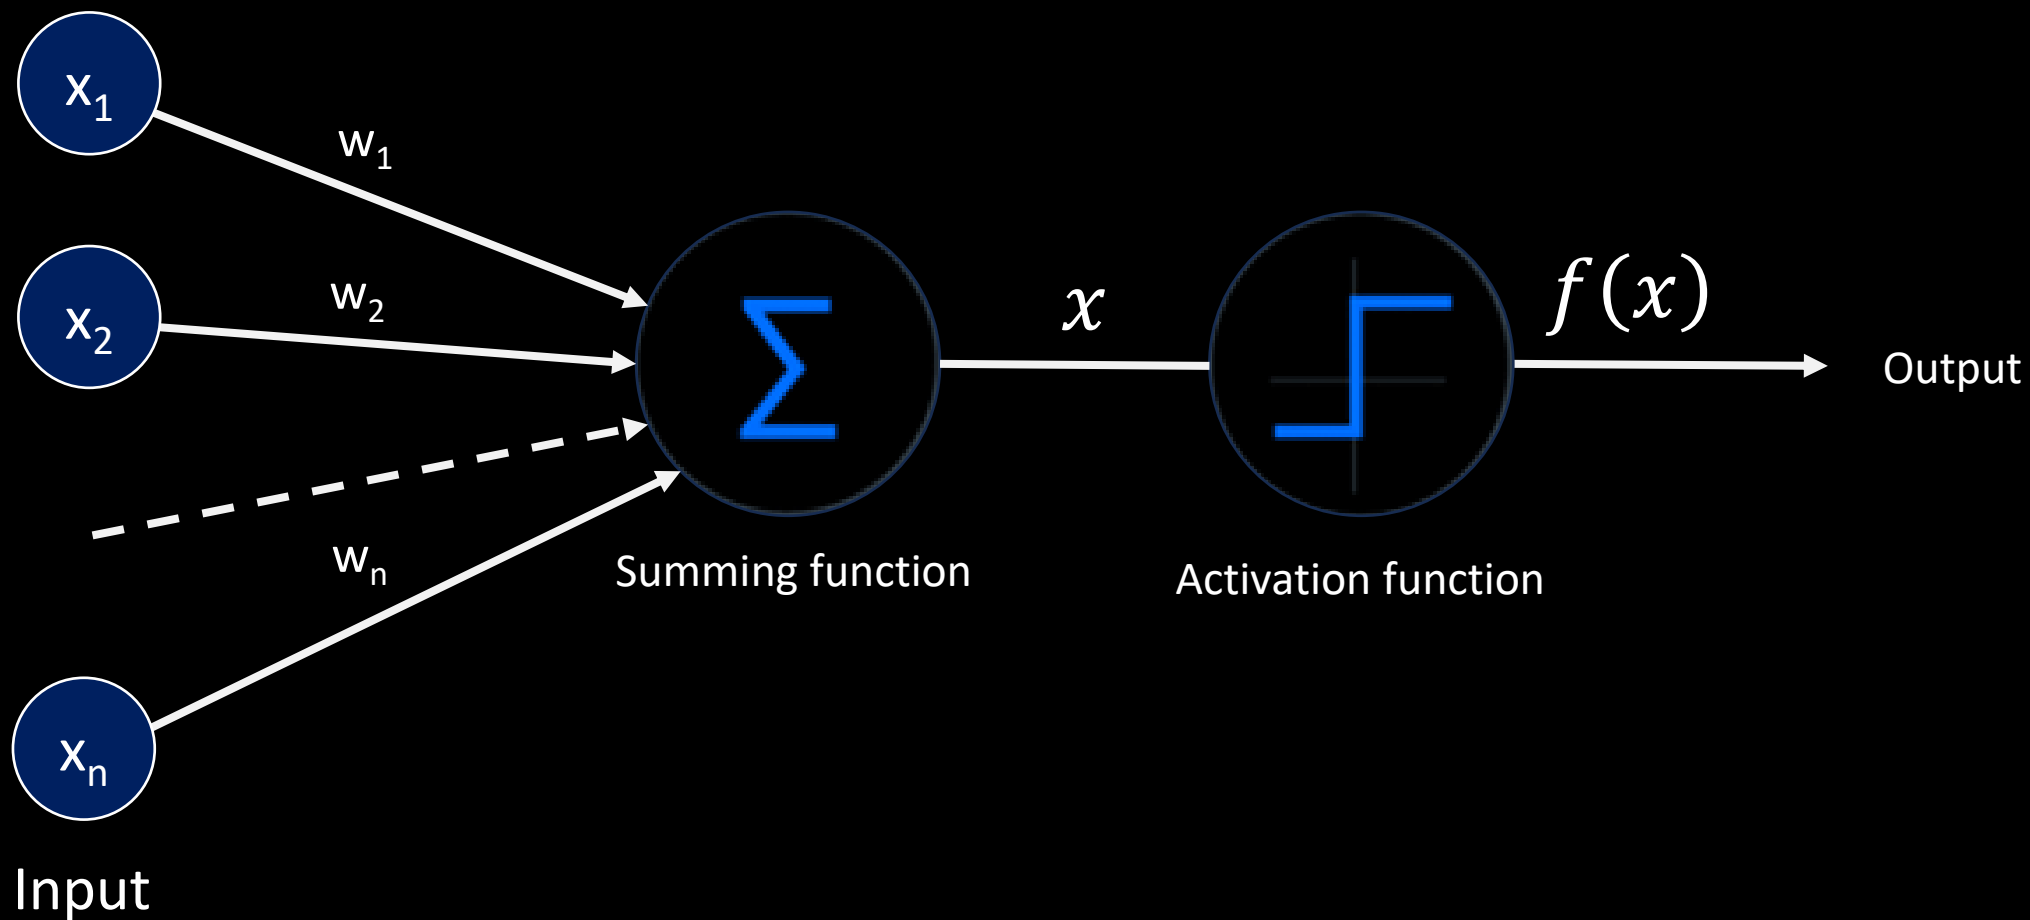 x₁
w₁
x₂
w₂
wₙ
xₙ
Input
Σ
Summing function
x
Activation function
f(x)
Output